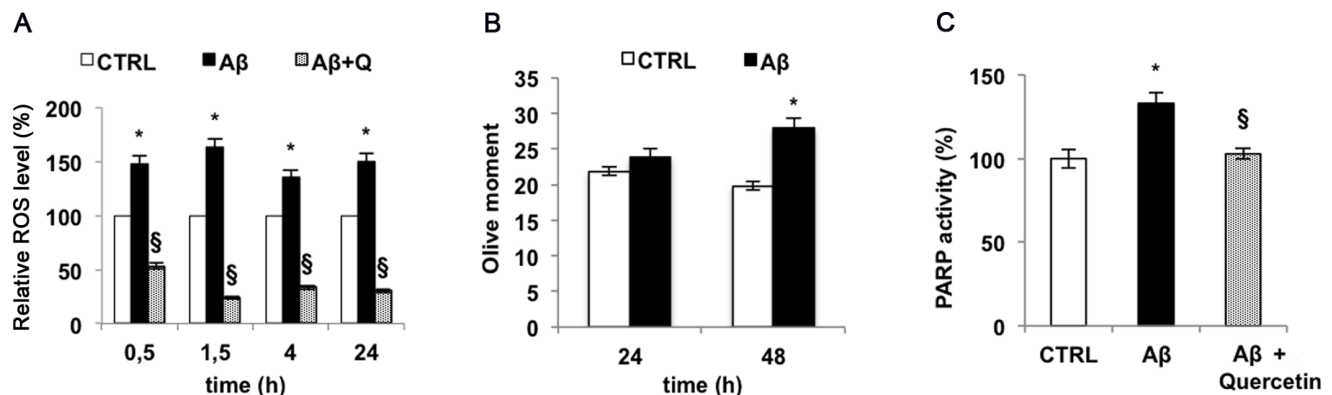 A
CTRL Aβ Aβ+Q
Relative ROS level (%)
200
150
100
50
0
* * * *
§ § § §
0,5 1,5 4 24
time (h)
B
CTRL Aβ
Olive moment
35
30
25
20
15
10
5
0
*
24 48
time (h)
C
PARP activity (%)
150
100
50
0
*
§
CTRL Aβ Aβ +
Quercetin